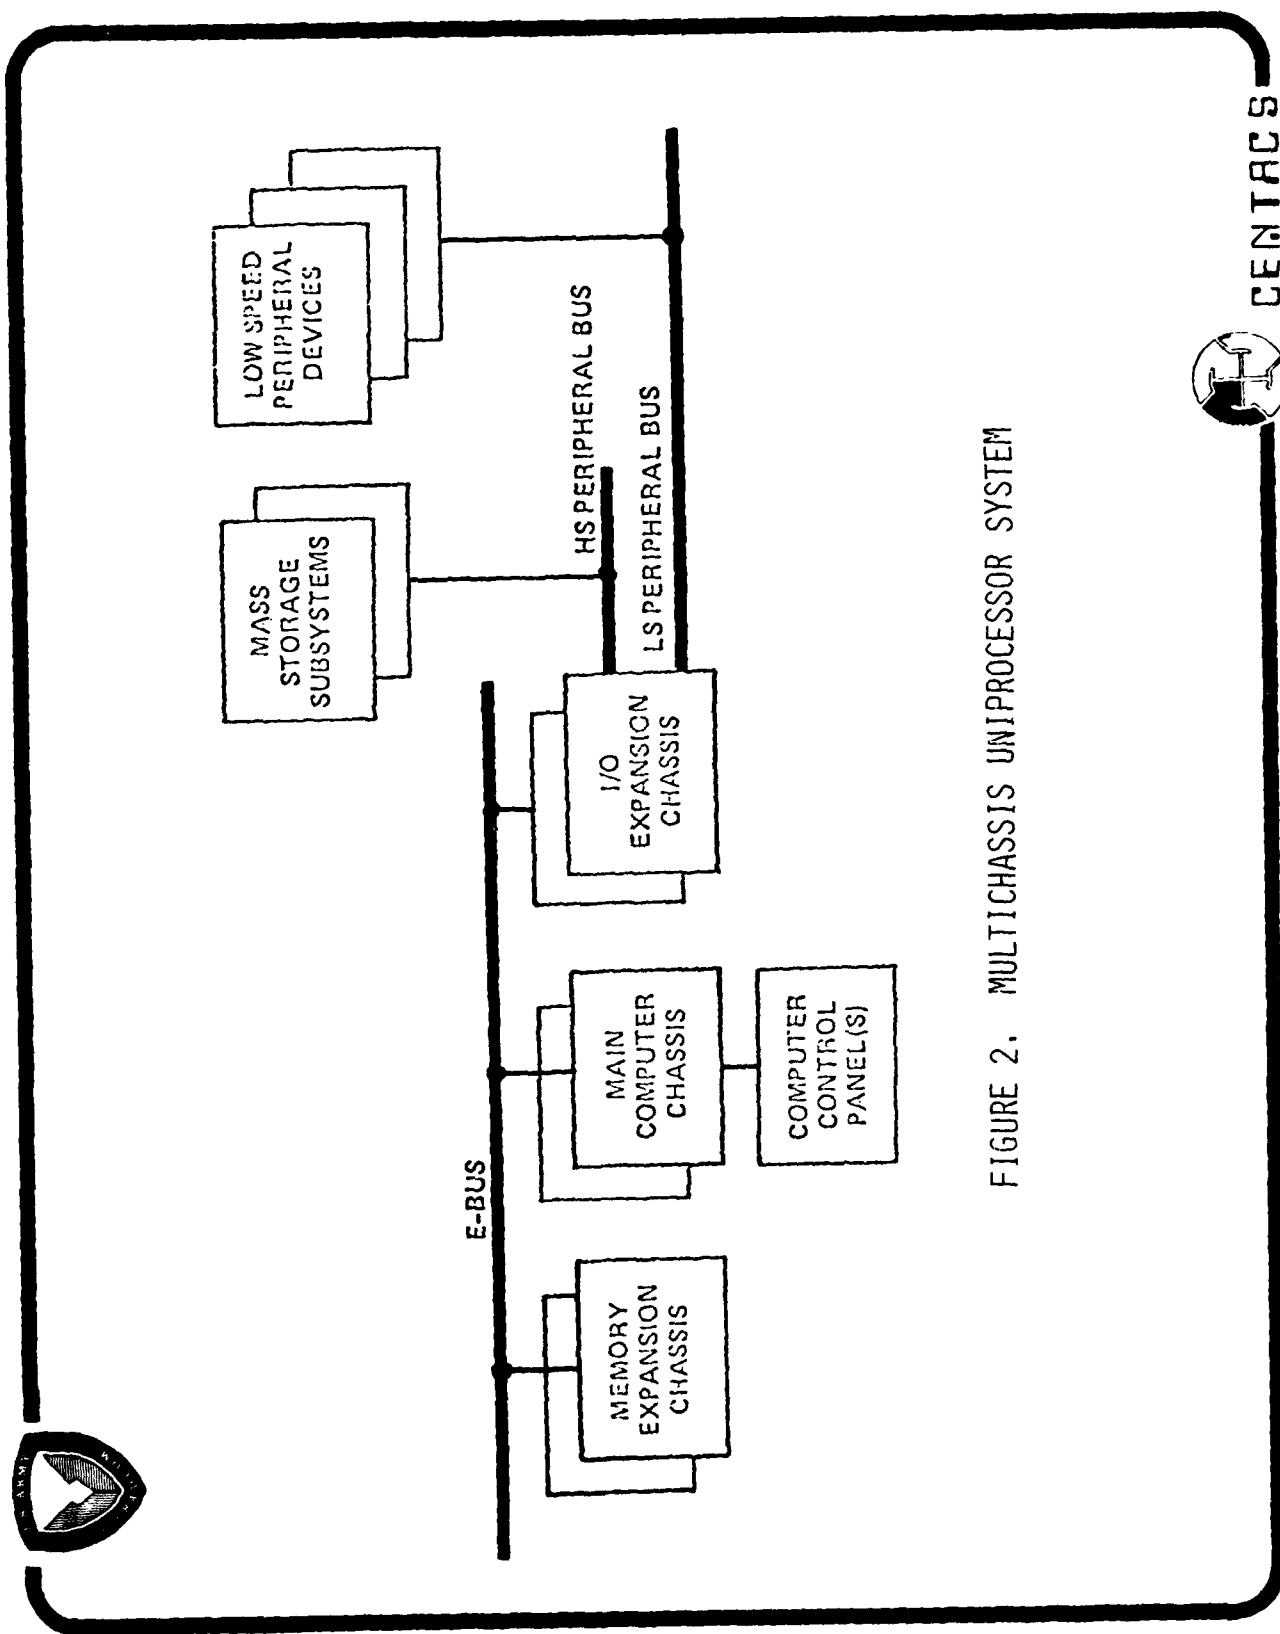 LOW SPEED
PERIPHERAL
DEVICES
MASS
STORAGE
SUBSYSTEMS
HS PERIPHERAL BUS
LS PERIPHERAL BUS
E-BUS
MEMORY
EXPANSION
CHASSIS
MAIN
COMPUTER
CHASSIS
I/O
EXPANSION
CHASSIS
COMPUTER
CONTROL
PANEL(S)
FIGURE 2. MULTICHASSIS UNIPROCESSOR SYSTEM
CENTACS
ARMY